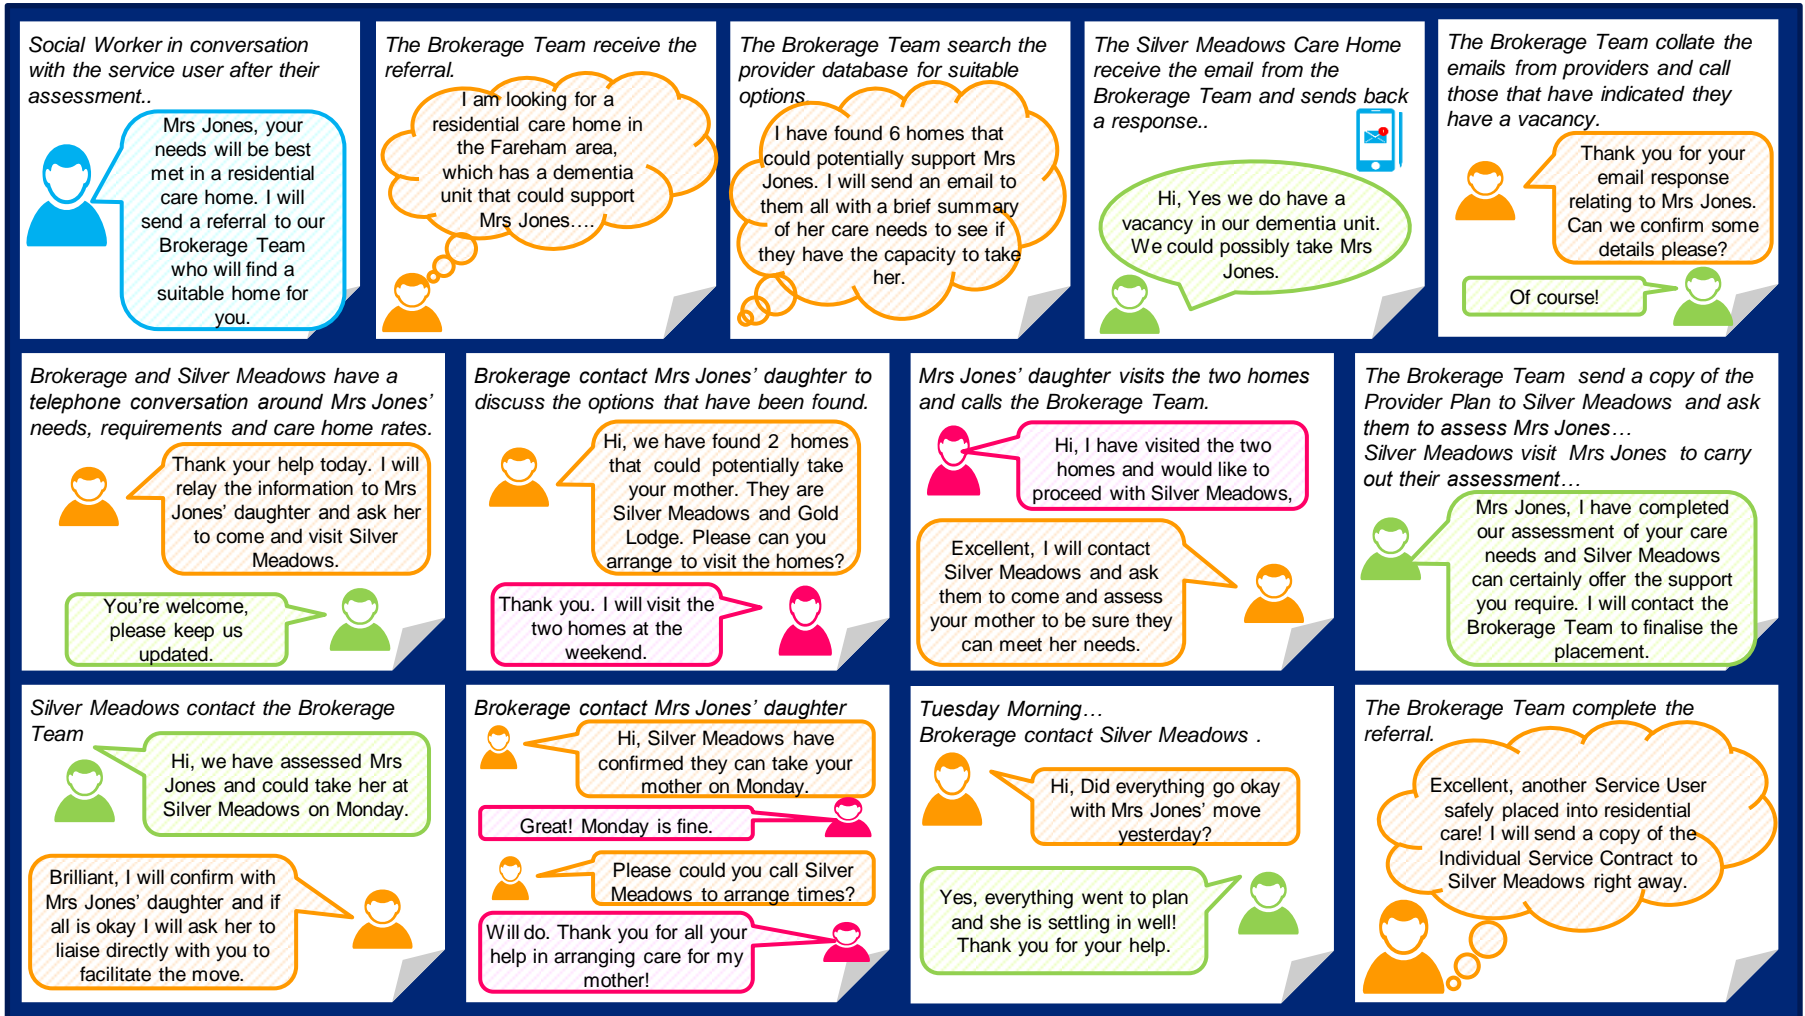 Social Worker in conversation
with the service user after their
assessment..
Mrs Jones, your
needs will be best
met in a residential
care home. I will
send a referral to our
Brokerage Team
who will find a
suitable home for
you.
The Brokerage Team receive the
referral.
I am looking for a
residential care home in
the Fareham area,
which has a dementia
unit that could support
Mrs Jones….
The Brokerage Team search the
provider database for suitable
options.
I have found 6 homes that
could potentially support Mrs
Jones. I will send an email to
them all with a brief summary
of her care needs to see if
they have the capacity to take
her.
The Silver Meadows Care Home
receive the email from the
Brokerage Team and sends back
a response..
Hi, Yes we do have a
vacancy in our dementia unit.
We could possibly take Mrs
Jones.
The Brokerage Team collate the
emails from providers and call
those that have indicated they
have a vacancy.
Thank you for your
email response
relating to Mrs Jones.
Can we confirm some
details please?
Of course!
Brokerage and Silver Meadows have a
telephone conversation around Mrs Jones’
needs, requirements and care home rates.
Thank your help today. I will
relay the information to Mrs
Jones’ daughter and ask her
to come and visit Silver
Meadows.
You’re welcome,
please keep us
updated.
Brokerage contact Mrs Jones’ daughter to
discuss the options that have been found.
Hi, we have found 2 homes
that could potentially take
your mother. They are
Silver Meadows and Gold
Lodge. Please can you
arrange to visit the homes?
Thank you. I will visit the
two homes at the
weekend.
Mrs Jones’ daughter visits the two homes
and calls the Brokerage Team.
Hi, I have visited the two
homes and would like to
proceed with Silver Meadows,
Excellent, I will contact
Silver Meadows and ask
them to come and assess
your mother to be sure they
can meet her needs.
The Brokerage Team send a copy of the
Provider Plan to Silver Meadows and ask
them to assess Mrs Jones…
Silver Meadows visit Mrs Jones to carry
out their assessment…
Mrs Jones, I have completed
our assessment of your care
needs and Silver Meadows
can certainly offer the support
you require. I will contact the
Brokerage Team to finalise the
placement.
Silver Meadows contact the Brokerage
Team
Hi, we have assessed Mrs
Jones and could take her at
Silver Meadows on Monday.
Brilliant, I will confirm with
Mrs Jones’ daughter and if
all is okay I will ask her to
liaise directly with you to
facilitate the move.
Brokerage contact Mrs Jones’ daughter
Hi, Silver Meadows have
confirmed they can take your
mother on Monday.
Great! Monday is fine.
Please could you call Silver
Meadows to arrange times?
Will do. Thank you for all your
help in arranging care for my
mother!
Tuesday Morning…
Brokerage contact Silver Meadows .
Hi, Did everything go okay
with Mrs Jones’ move
yesterday?
Yes, everything went to plan
and she is settling in well!
Thank you for your help.
The Brokerage Team complete the
referral.
Excellent, another Service User
safely placed into residential
care! I will send a copy of the
Individual Service Contract to
Silver Meadows right away.